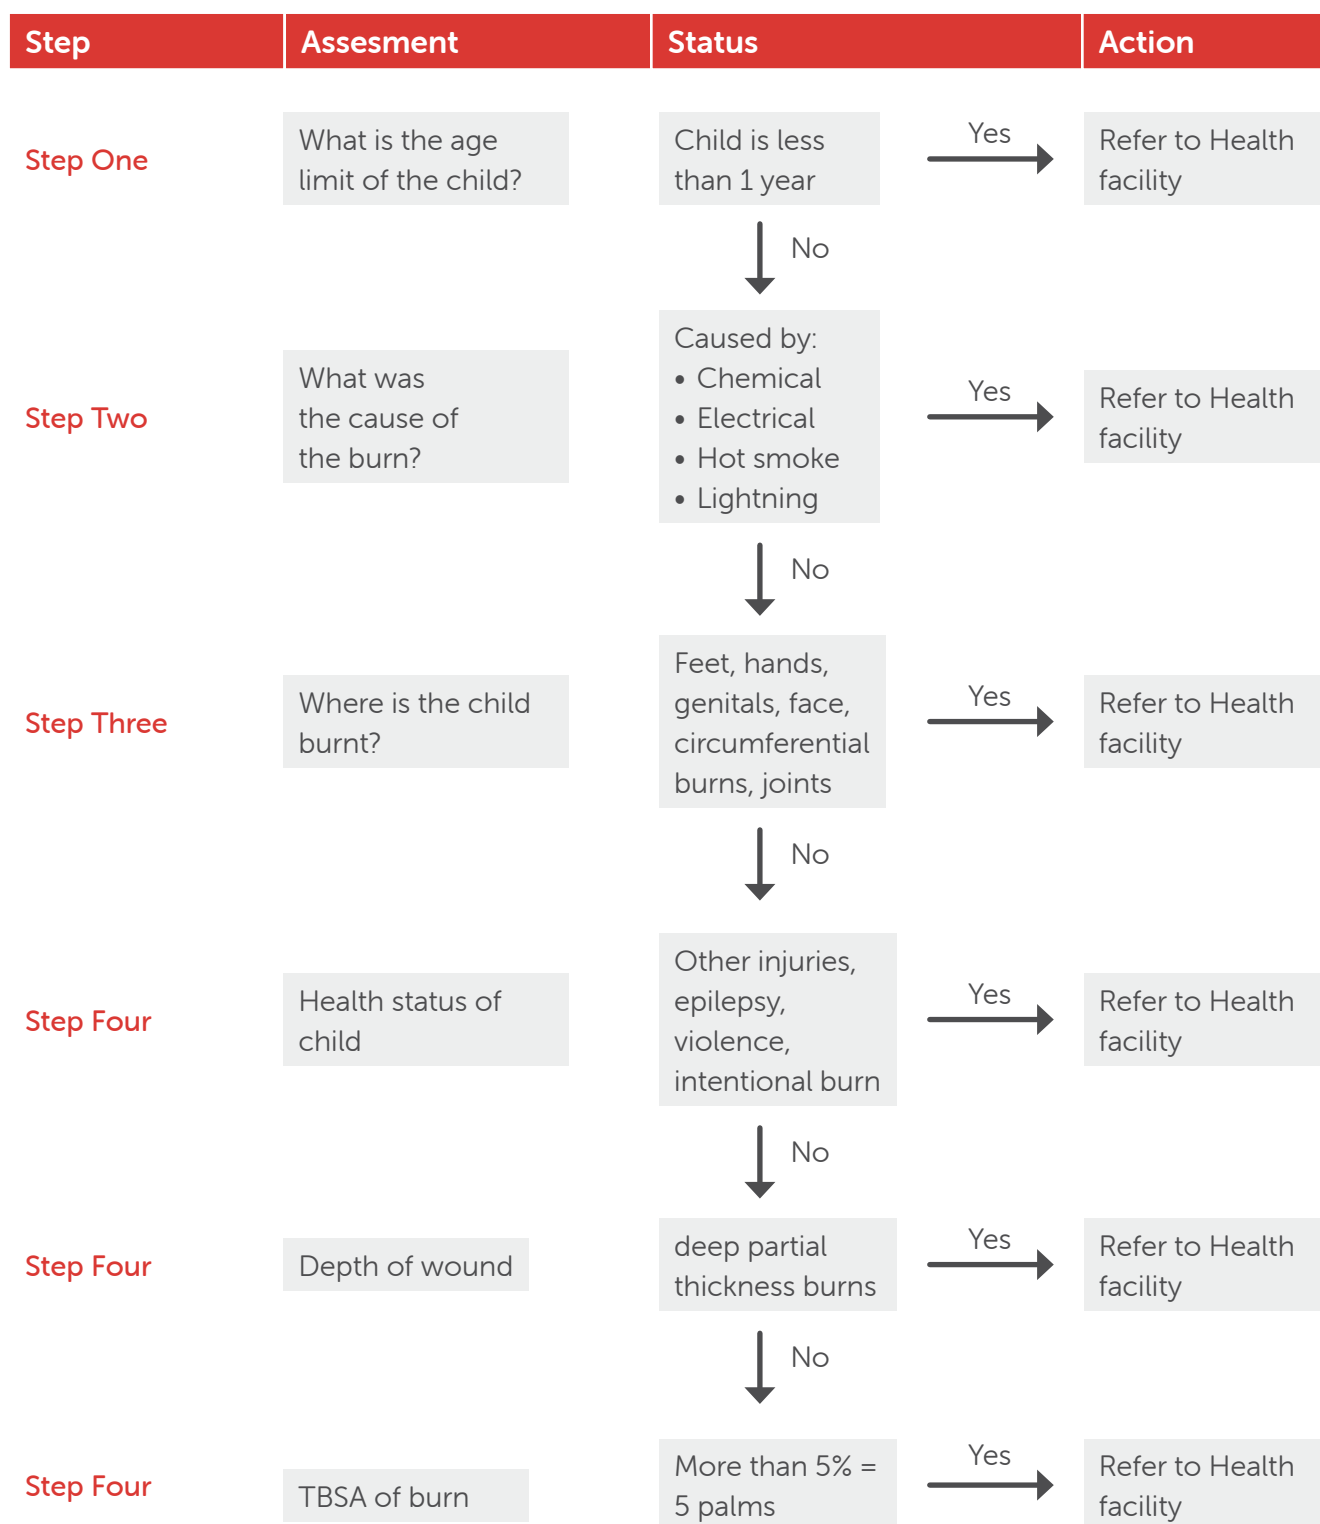 Step Assesment Status Action
Step One
What is the age
limit of the child?
Child is less
than 1 year
Yes
Refer to Health
facility
No
Step Two
What was
the cause of
the burn?
Caused by:
• Chemical
• Electrical
• Hot smoke
• Lightning
Yes
Refer to Health
facility
No
Step Three
Where is the child
burnt?
Feet, hands,
genitals, face,
circumferential
burns, joints
Yes
Refer to Health
facility
No
Step Four
Health status of
child
Other injuries,
epilepsy,
violence,
intentional burn
Yes
Refer to Health
facility
No
Step Four
Depth of wound
deep partial
thickness burns
Yes
Refer to Health
facility
No
Step Four
TBSA of burn
More than 5% =
5 palms
Yes
Refer to Health
facility